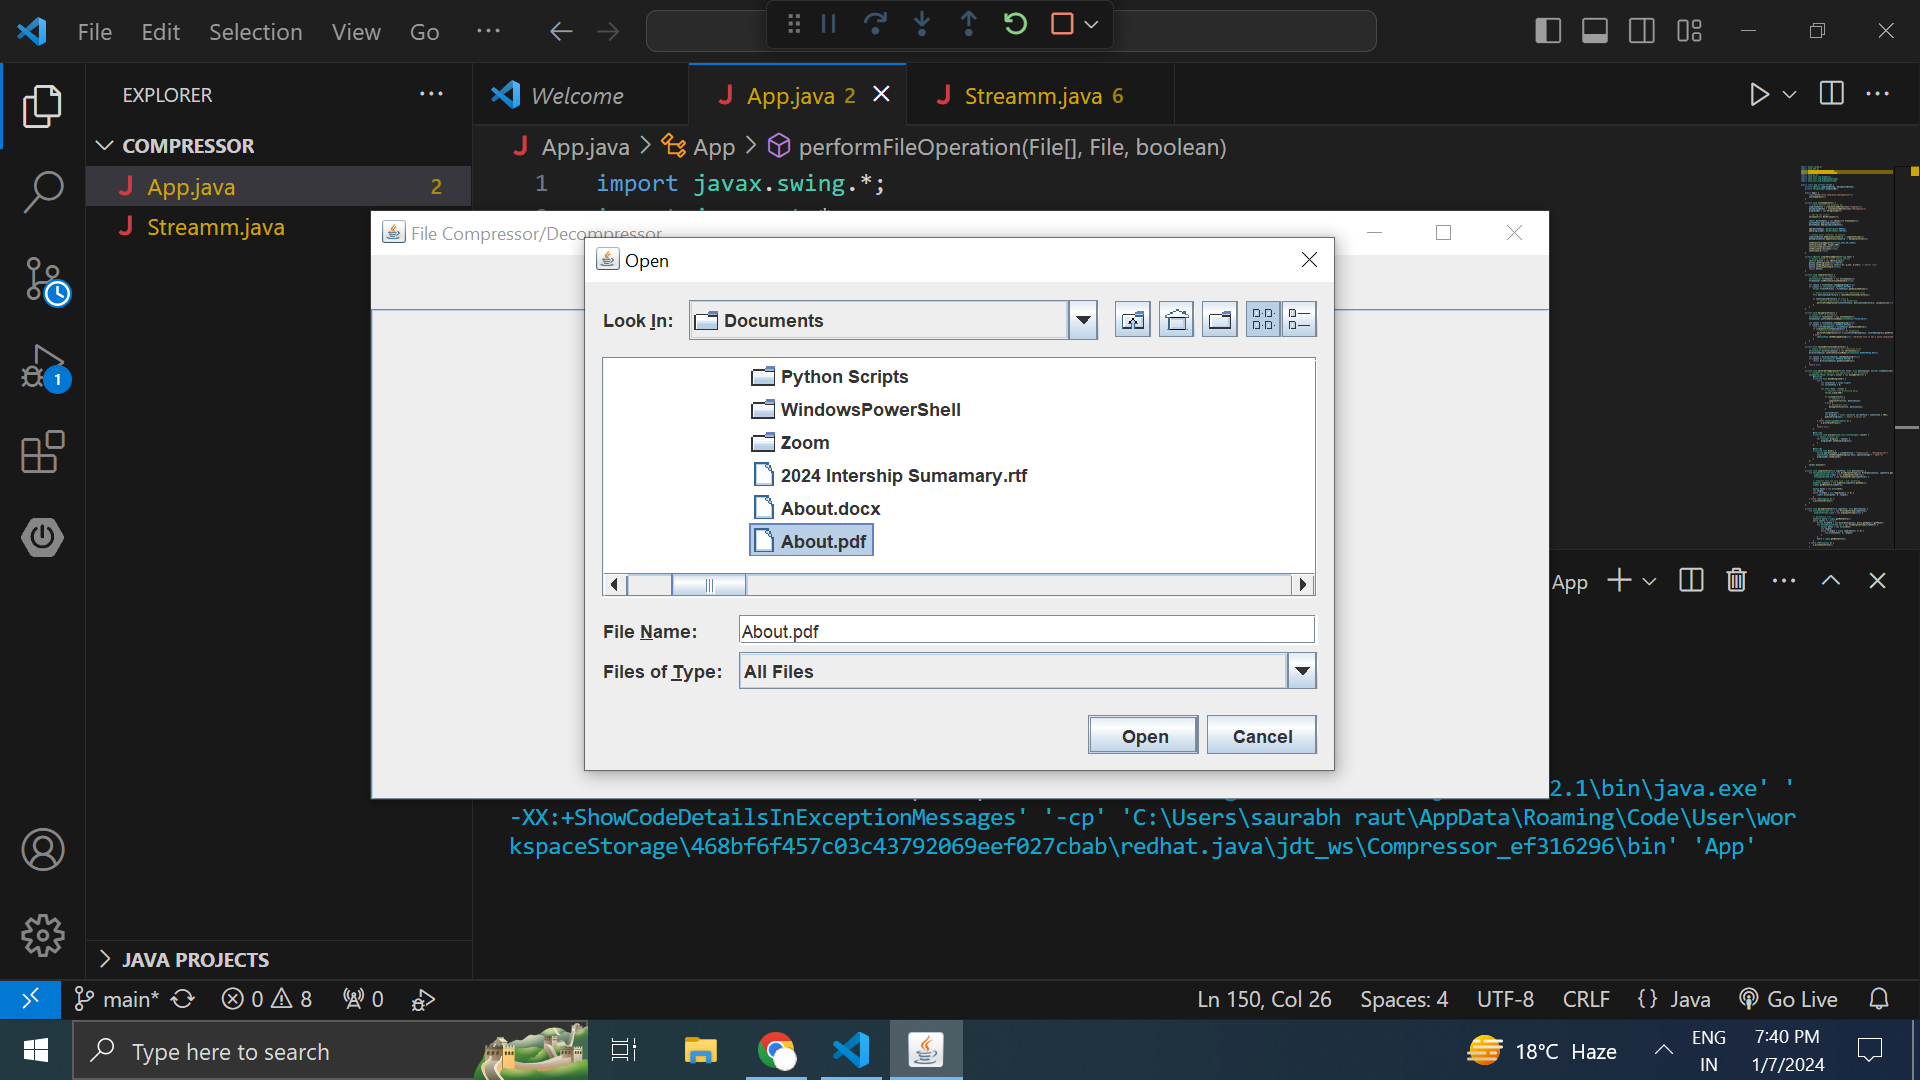 File Edit Selection View Go
EXPLORER
COMPRESSOR
App.java 2
Streamm.java
JAVA PROJECTS
Welcome
App.java 2
Streamm.java 6
App.java > App > performFileOperation(File[], File, boolean)
1 import javax.swing.*;
File Compressor/Decompressor
Open
Look In: Documents
Python Scripts
WindowsPowerShell
Zoom
2024 Intership Sumamary.rtf
About.docx
About.pdf
File Name: About.pdf
Files of Type: All Files
Open Cancel
App
2.1\bin\java.exe' '
-XX:+ShowCodeDetailsInExceptionMessages' '-cp' 'C:\Users\saurabh raut\AppData\Roaming\Code\User\wor
kspaceStorage\468bf6f457c03c43792069eef027cbab\redhat.java\jdt_ws\Compressor_ef316296\bin' 'App'
1
main* 0 8 0 Ln 150, Col 26 Spaces: 4 UTF-8 CRLF {} Java Go Live
Type here to search
18°C Haze
ENG
IN
7:40 PM
1/7/2024